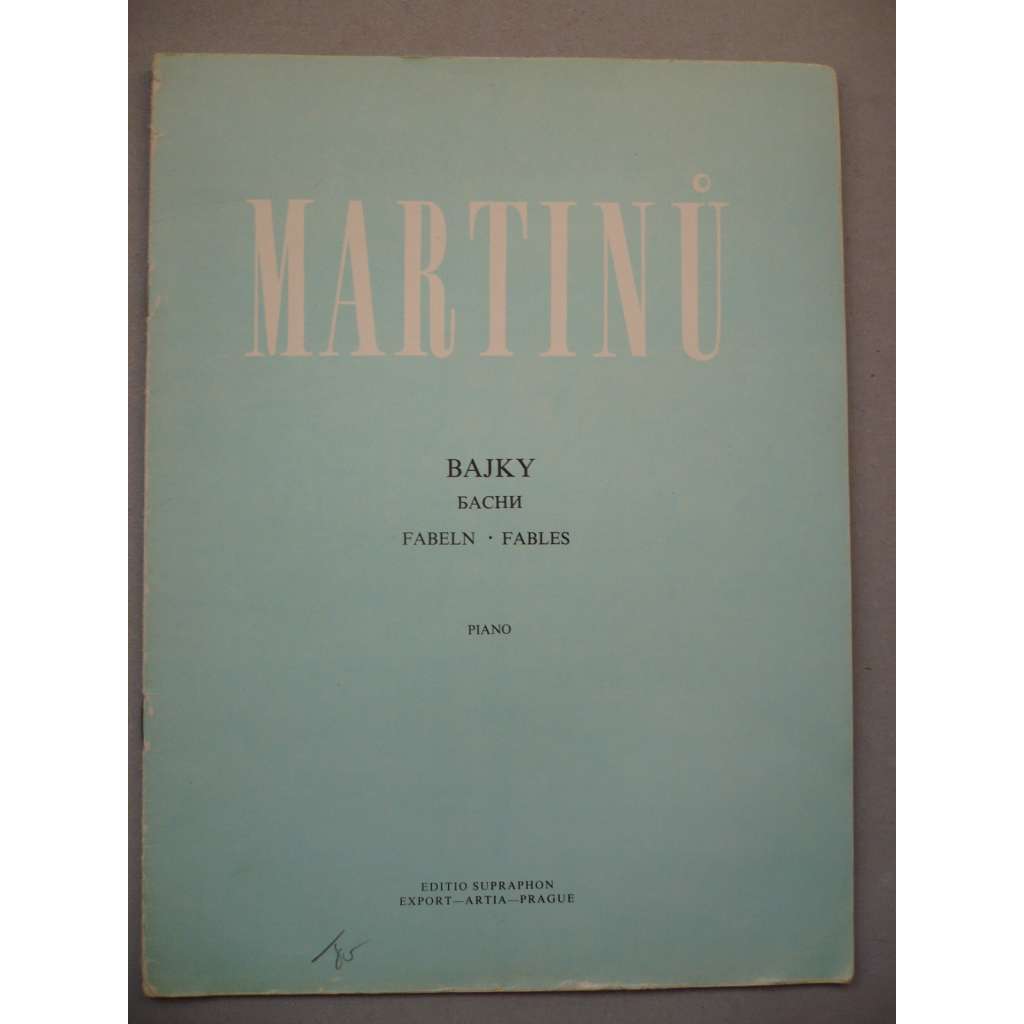 MARTINŮ
BAJKY
БАСНИ
FABELN · FABLES
PIANO
EDITIO SUPRAPHON
EXPORT—ARTIA—PRAGUE